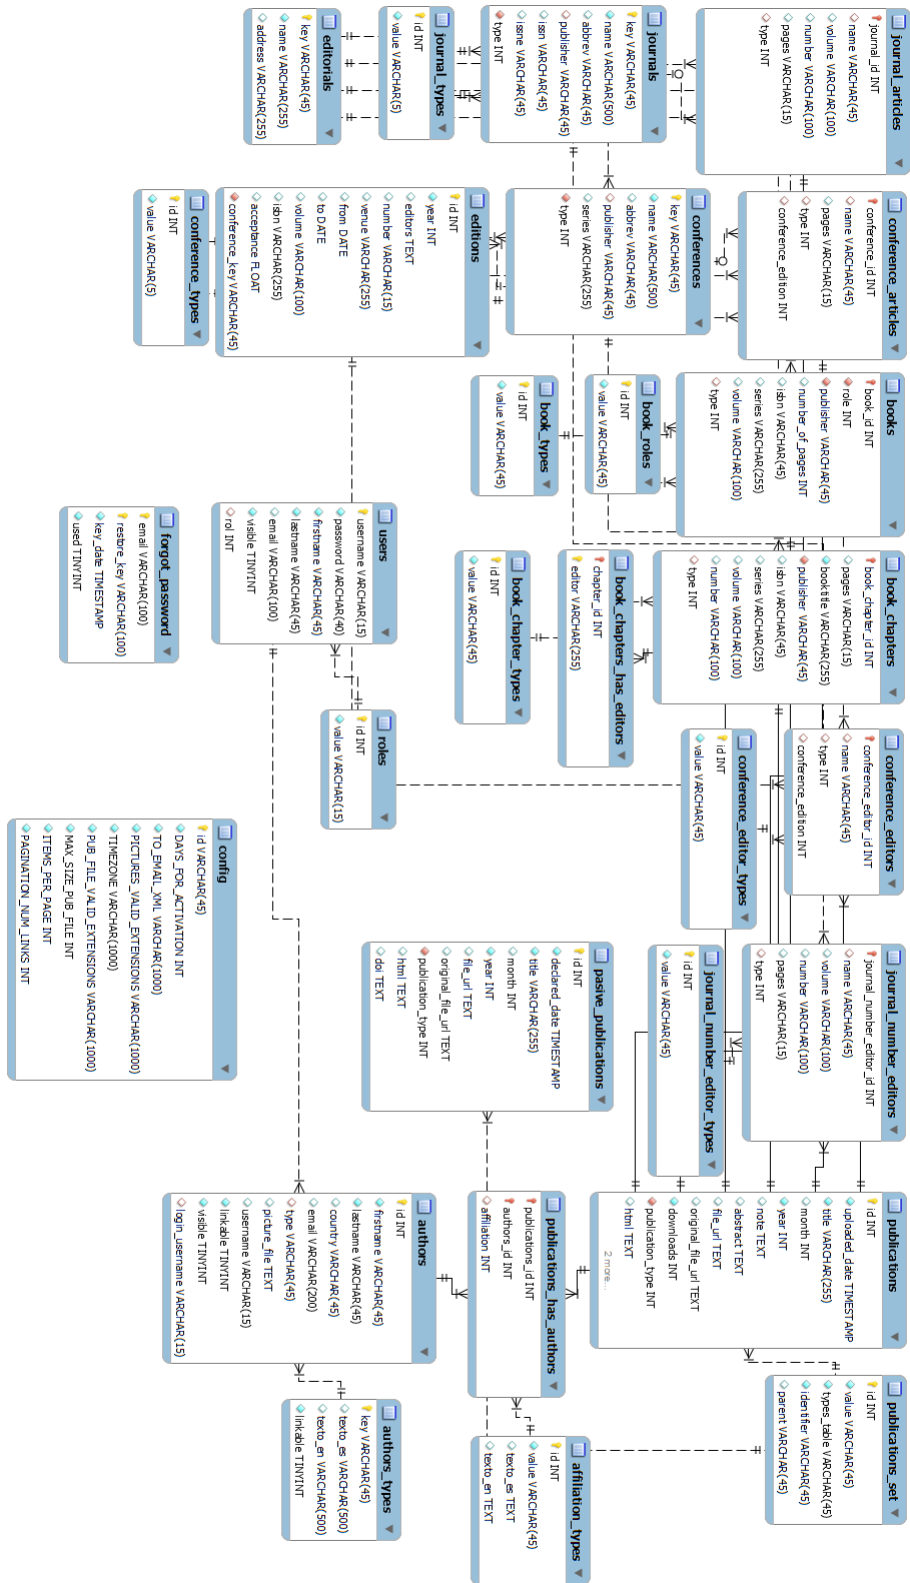 journal_articles
journal_id INT
name VARCHAR(45)
volume VARCHAR(100)
number VARCHAR(100)
pages VARCHAR(15)
type INT
conference_articles
conference_id INT
name VARCHAR(45)
pages VARCHAR(15)
type INT
conference_edition INT
books
book_id INT
role INT
publisher VARCHAR(45)
number_of_pages INT
isbn VARCHAR(45)
series VARCHAR(255)
volume VARCHAR(100)
type INT
book_chapters
book_chapter_id INT
pages VARCHAR(15)
booktitle VARCHAR(255)
publisher VARCHAR(45)
isbn VARCHAR(45)
series VARCHAR(255)
volume VARCHAR(100)
number VARCHAR(100)
type INT
conference_editors
conference_editor_id INT
name VARCHAR(45)
type INT
conference_edition INT
journal_number_editors
journal_number_editor_id INT
name VARCHAR(45)
volume VARCHAR(100)
number VARCHAR(100)
pages VARCHAR(15)
type INT
publications
id INT
uploaded_date TIMESTAMP
title VARCHAR(255)
month INT
year INT
note TEXT
abstract TEXT
file_url TEXT
original_file_url TEXT
downloads INT
publication_type INT
html TEXT
2 more...
publications_set
id INT
value VARCHAR(45)
types_table VARCHAR(45)
identifier VARCHAR(45)
parent VARCHAR(45)
journals
key VARCHAR(45)
name VARCHAR(500)
abbrev VARCHAR(45)
publisher VARCHAR(45)
issn VARCHAR(45)
issne VARCHAR(45)
type INT
conferences
key VARCHAR(45)
name VARCHAR(500)
abbrev VARCHAR(45)
publisher VARCHAR(45)
series VARCHAR(255)
type INT
book_roles
id INT
value VARCHAR(45)
book_types
id INT
value VARCHAR(45)
book_chapters_has_editors
chapter_id INT
editor VARCHAR(255)
book_chapter_types
id INT
value VARCHAR(45)
conference_editor_types
id INT
value VARCHAR(45)
journal_number_editor_types
id INT
value VARCHAR(45)
pasive_publications
id INT
declared_date TIMESTAMP
title VARCHAR(255)
month INT
year INT
file_url TEXT
original_file_url TEXT
publication_type INT
html TEXT
doi TEXT
publications_has_authors
publications_id INT
authors_id INT
affiliation INT
affiliation_types
id INT
value VARCHAR(45)
texto_es TEXT
texto_en TEXT
journal_types
id INT
value VARCHAR(5)
editorials
key VARCHAR(45)
name VARCHAR(255)
address VARCHAR(255)
editions
id INT
year INT
editors TEXT
number VARCHAR(15)
venue VARCHAR(255)
from DATE
to DATE
volume VARCHAR(100)
isbn VARCHAR(255)
acceptance FLOAT
conference_key VARCHAR(45)
conference_types
id INT
value VARCHAR(5)
users
username VARCHAR(15)
password VARCHAR(40)
firstname VARCHAR(45)
lastname VARCHAR(45)
email VARCHAR(100)
visible TINYINT
rol INT
roles
id INT
value VARCHAR(15)
forgot_password
email VARCHAR(100)
restore_key VARCHAR(100)
key_date TIMESTAMP
used TINYINT
config
id VARCHAR(45)
DAYS_FOR_ACTIVATION INT
TO_EMAIL_XML VARCHAR(1000)
PICTURES_VALID_EXTENSIONS VARCHAR(1000)
TIMEZONE VARCHAR(1000)
PUB_FILE_VALID_EXTENSIONS VARCHAR(1000)
MAX_SIZE_PUB_FILE INT
ITEMS_PER_PAGE INT
PAGINATION_NUM_LINKS INT
authors
id INT
firstname VARCHAR(45)
lastname VARCHAR(45)
country VARCHAR(45)
email VARCHAR(200)
type VARCHAR(45)
picture_file TEXT
username VARCHAR(15)
linkable TINYINT
visible TINYINT
login_username VARCHAR(15)
authors_types
key VARCHAR(45)
texto_es VARCHAR(500)
texto_en VARCHAR(500)
linkable TINYINT